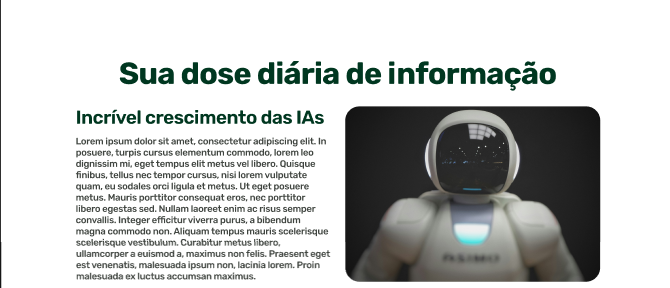 Sua dose diária de informação
Incrível crescimento das IAs
Lorem ipsum dolor sit amet, consectetur adipiscing elit. In
posuere, turpis cursus elementum commodo, lorem leo
dignissim mi, eget tempus elit metus vel libero. Quisque
finibus, tellus nec tempor cursus, nisi lorem vulputate
quam, eu sodales orci ligula et metus. Ut eget posuere
metus. Mauris porttitor consequat eros, nec porttitor
libero egestas sed. Nullam laoreet enim ac risus semper
convallis. Integer efficitur viverra purus, a bibendum
magna commodo non. Aliquam tempus mauris scelerisque
scelerisque vestibulum. Curabitur metus libero,
ullamcorper a euismod a, maximus non felis. Praesent eget
est venenatis, malesuada ipsum non, lacinia lorem. Proin
malesuada ex luctus accumsan maximus.
ASIMO